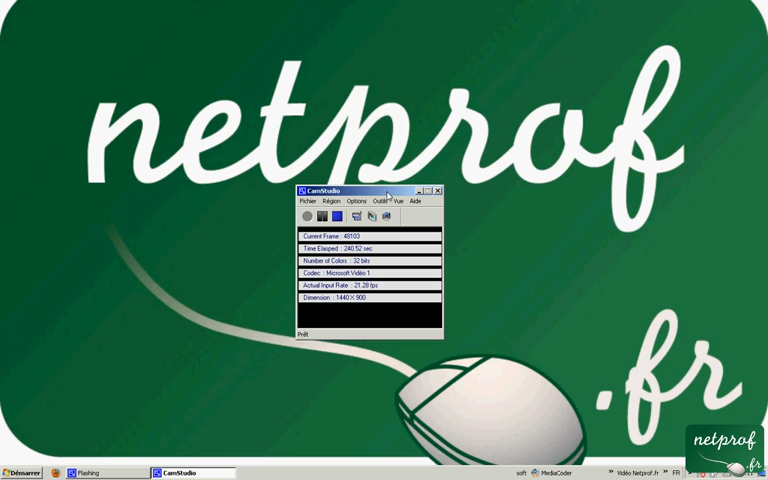 netprof
.fr
CamStudio
Fichier Région Options Outils Vue Aide
Current Frame : 48103
Time Elasped : 240.52 sec
Number of Colors : 32 bits
Codec : Microsoft Vidéo 1
Actual Input Rate : 21.28 fps
Dimension : 1440 X 900
Prêt
netprof
.fr
Démarrer Flashing CamStudio soft MediaCoder » Vidéo Netprof.fr » FR